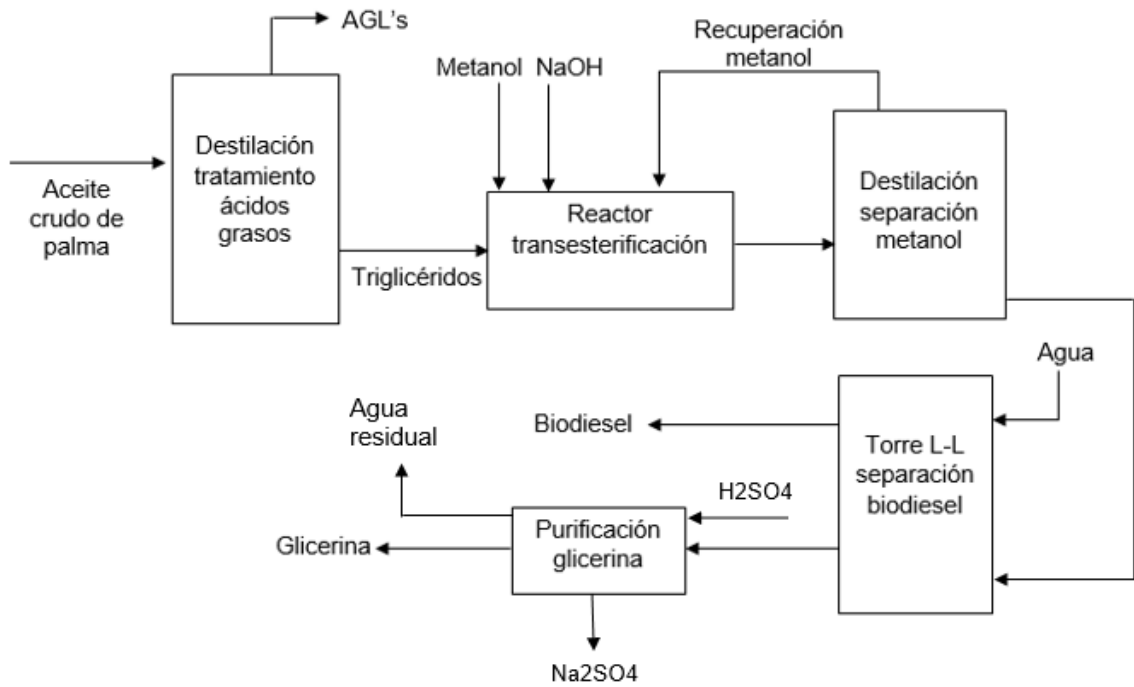 AGL's
Recuperación
metanol
Metanol NaOH
Destilación
tratamiento
ácidos
grasos
Aceite
crudo de
palma
Destilación
separación
metanol
Reactor
transesterificación
Triglicéridos
Agua
Agua
residual
Biodiesel
Torre L-L
separación
biodiesel
H2SO4
Purificación
glicerina
Glicerina
Na2SO4